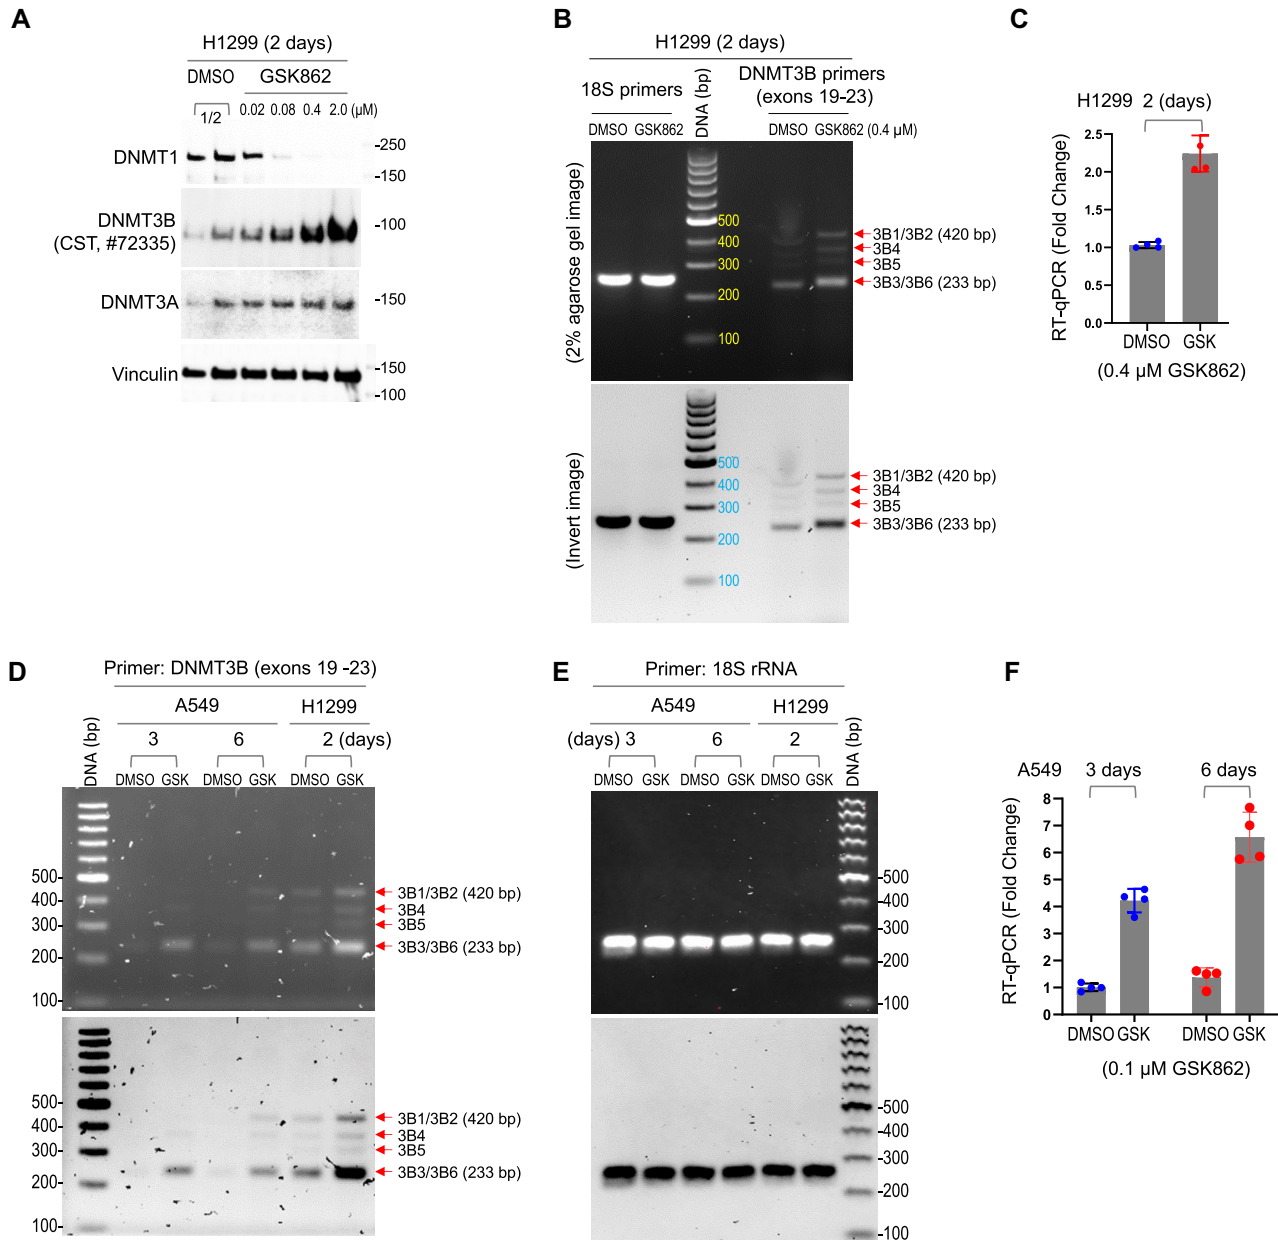 A
H1299 (2 days)
DMSO GSK862
1/2 0.02 0.08 0.4 2.0 (µM)
DNMT1
-250
-150
DNMT3B
(CST, #72335)
-100
DNMT3A
-150
Vinculin
-150
-100
B
H1299 (2 days)
18S primers
DNA (bp)
DNMT3B primers
(exons 19-23)
DMSO GSK862
DMSO GSK862 (0.4 µM)
(2% agarose gel image)
500
400
300
200
100
3B1/3B2 (420 bp)
3B4
3B5
3B3/3B6 (233 bp)
(Invert image)
500
400
300
200
100
3B1/3B2 (420 bp)
3B4
3B5
3B3/3B6 (233 bp)
C
H1299 2 (days)
RT-qPCR (Fold Change)
2.5
2.0
1.5
1.0
0.5
0.0
DMSO GSK
(0.4 µM GSK862)
D
Primer: DNMT3B (exons 19 -23)
A549 H1299
DNA (bp)
3 6 2 (days)
DMSO GSK DMSO GSK DMSO GSK
500-
400-
300-
200-
100-
3B1/3B2 (420 bp)
3B4
3B5
3B3/3B6 (233 bp)
500-
400-
300-
200-
100-
3B1/3B2 (420 bp)
3B4
3B5
3B3/3B6 (233 bp)
E
Primer: 18S rRNA
A549 H1299
(days) 3 6 2
DNA (bp)
DMSO GSK DMSO GSK DMSO GSK
-500
-400
-300
-200
-100
-500
-400
-300
-200
-100
F
A549 3 days 6 days
RT-qPCR (Fold Change)
8
7
6
5
4
3
2
1
0
DMSO GSK DMSO GSK
(0.1 µM GSK862)